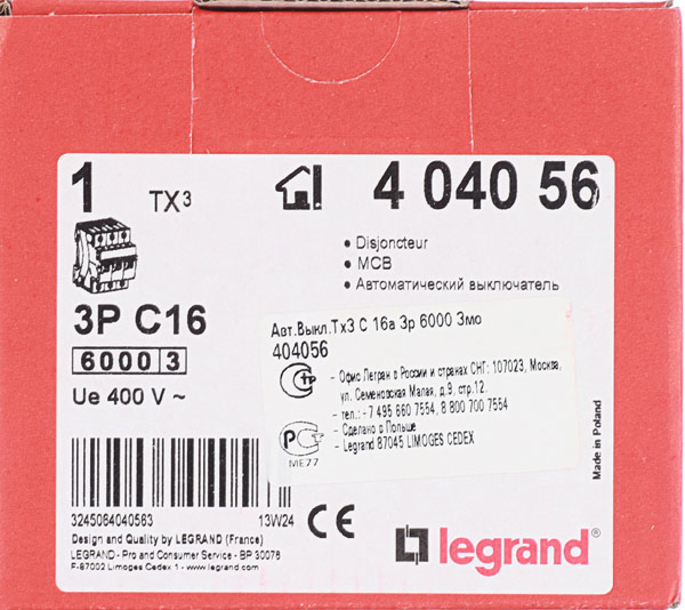 1 TX³ 4 040 56
• Disjoncteur
• MCB
• Автоматический выключатель
3P C16
6000 3
Ue 400 V ~
Авт.Выкл.Тх3 С 16а 3р 6000 3мо
404056
- Офис Легран в России и странах СНГ: 107023, Москва,
ул. Семеновская Малая, д.9, стр.12.
- тел.: - 7 495 660 7554, 8 800 700 7554
- Сделано в Польше
- Legrand 87045 LIMOGES CEDEX
тр
РС
ME77
Made in Poland
3245064040563 13W24
CE
Design and Quality by LEGRAND (France)
LEGRAND - Pro and Consumer Service - BP 30076
F-87002 Limoges Cedex 1 - www.legrand.com
legrand®